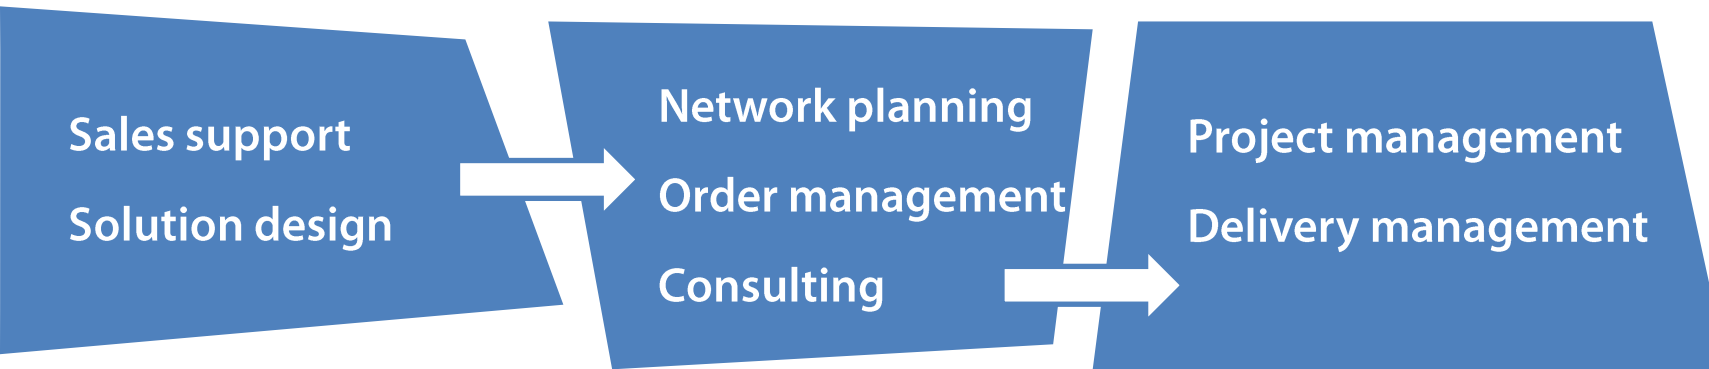 Sales support
Solution design
Network planning
Order management
Consulting
Project management
Delivery management